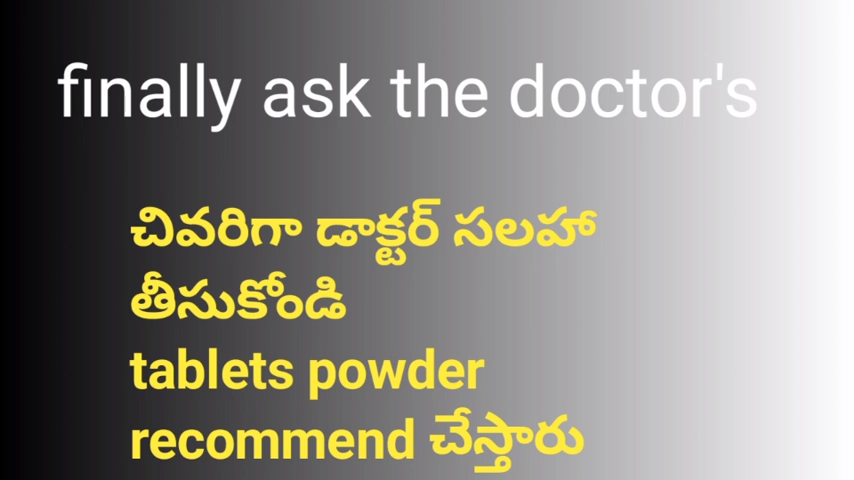 finally ask the doctor's
చివరిగా డాక్టర్ సలహా
తీసుకోండి
tablets powder
recommend చేస్తారు